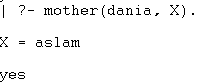 | ?- mother(dania, X).
X = aslam
yes